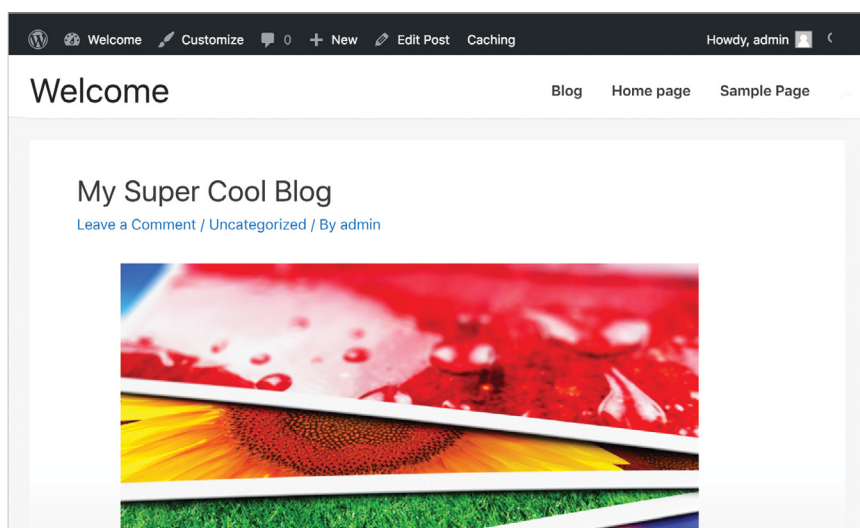 Welcome Customize 0 New Edit Post Caching Howdy, admin
Welcome Blog Home page Sample Page
My Super Cool Blog
Leave a Comment / Uncategorized / By admin